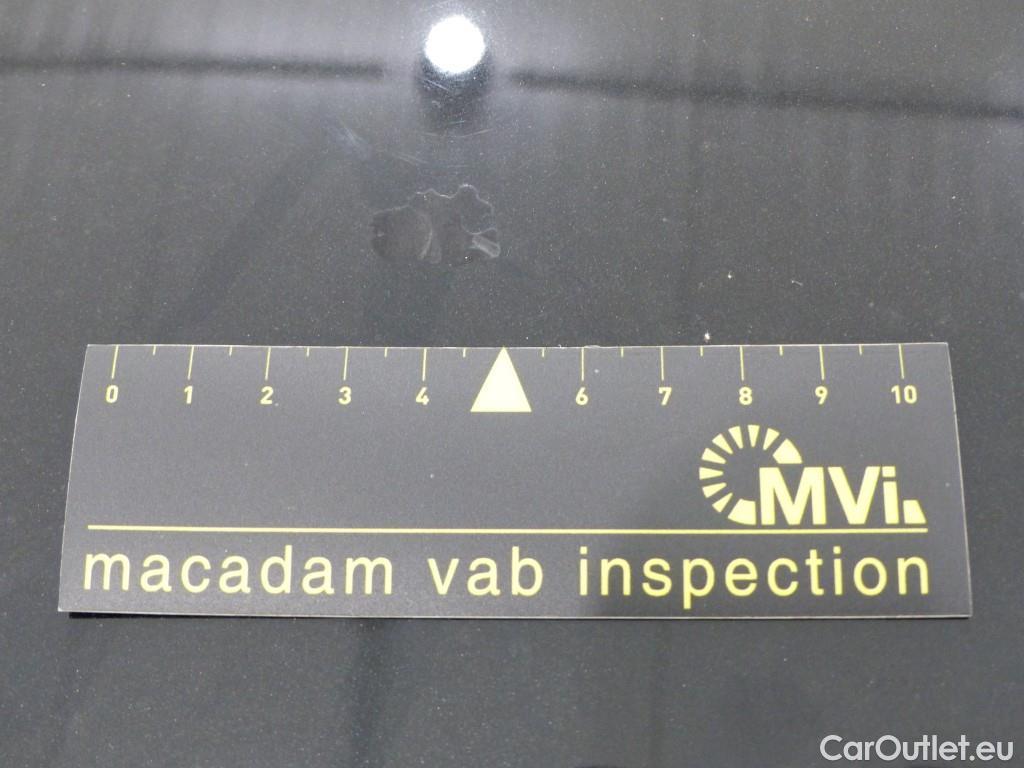 0 1 2 3 4 6 7 8 9 10
MVi
macadam vab inspection
CarOutlet.eu